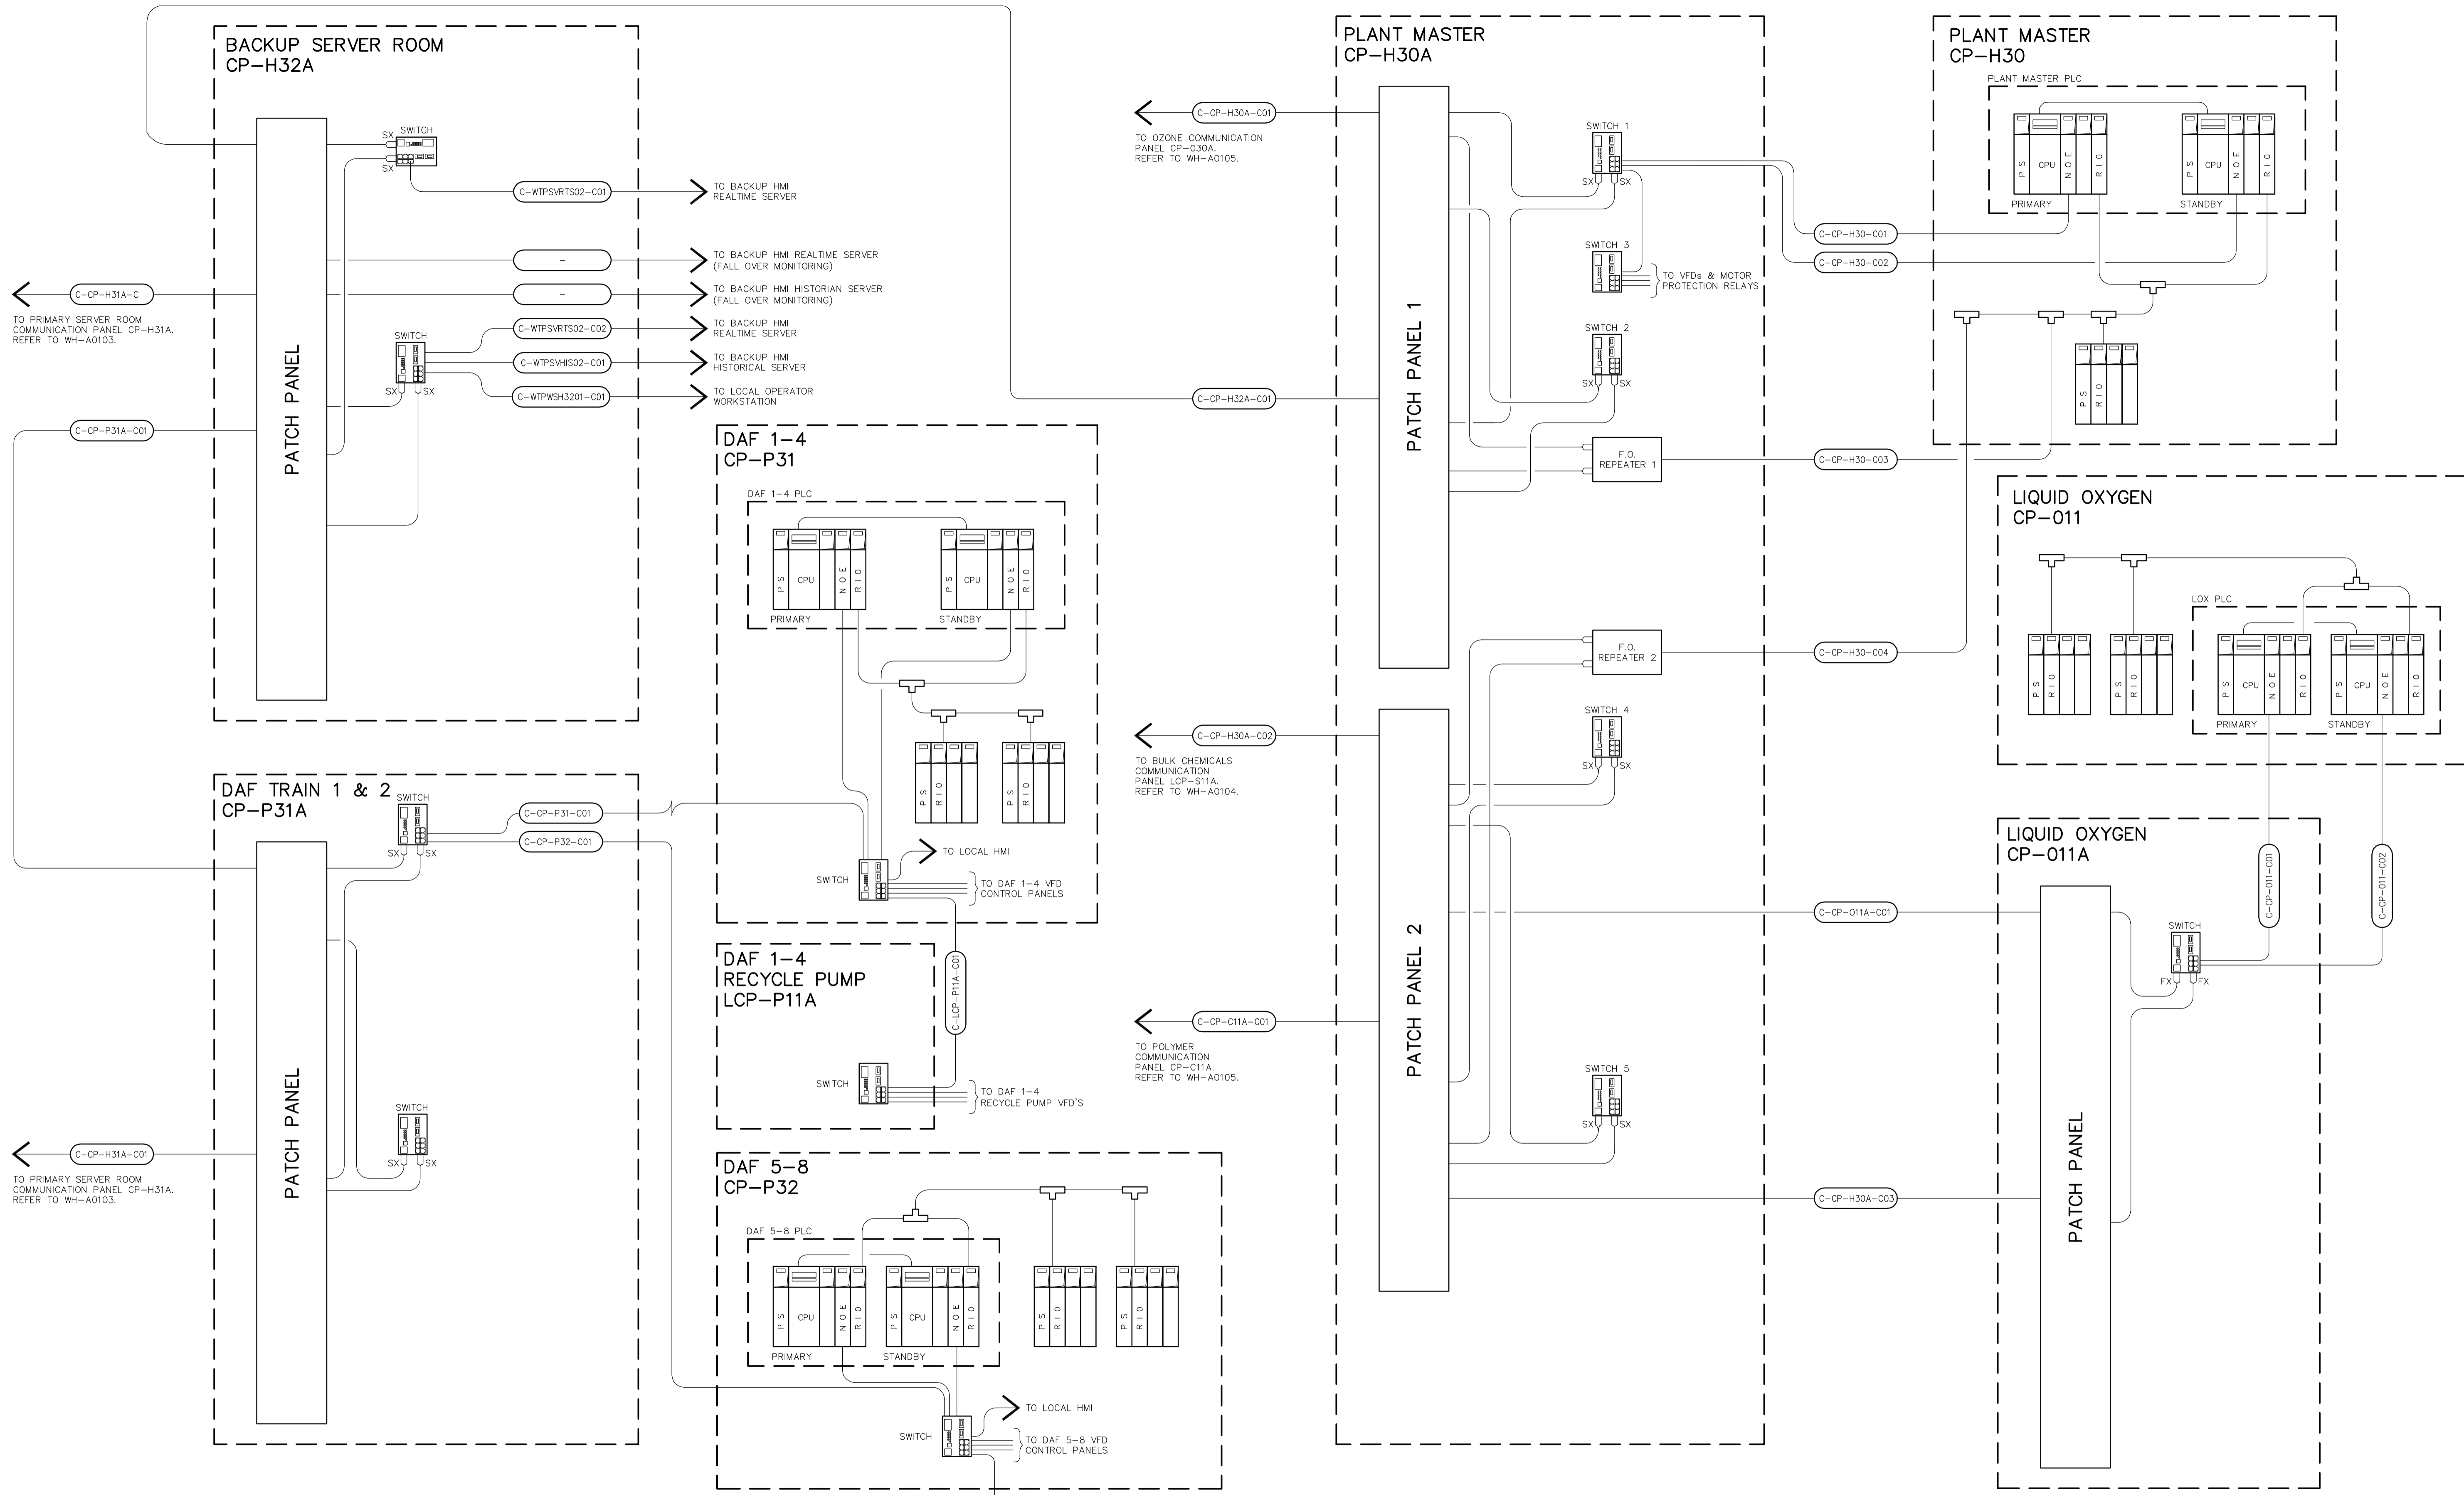 BACKUP SERVER ROOM
CP-H32A
PATCH PANEL
SX
SWITCH
SX
C-WTPSVRTS02-C01
TO BACKUP HMI
REALTIME SERVER
-
TO BACKUP HMI REALTIME SERVER
(FALL OVER MONITORING)
-
TO BACKUP HMI HISTORIAN SERVER
(FALL OVER MONITORING)
C-CP-H31A-C
TO PRIMARY SERVER ROOM
COMMUNICATION PANEL CP-H31A.
REFER TO WH-A0103.
SWITCH
SX
SX
C-WTPSVRTS02-C02
TO BACKUP HMI
REALTIME SERVER
C-WTPSVHIS02-C01
TO BACKUP HMI
HISTORICAL SERVER
C-WTPWSH3201-C01
TO LOCAL OPERATOR
WORKSTATION
C-CP-P31A-C01
DAF TRAIN 1 & 2
CP-P31A
PATCH PANEL
SWITCH
SX
SX
C-CP-P31-C01
C-CP-P32-C01
SWITCH
SX
SX
C-CP-H31A-C01
TO PRIMARY SERVER ROOM
COMMUNICATION PANEL CP-H31A.
REFER TO WH-A0103.
DAF 1-4
CP-P31
DAF 1-4 PLC
PS
CPU
NOE
RIO
PS
CPU
NOE
RIO
PRIMARY
STANDBY
PS
RIO
PS
RIO
TO LOCAL HMI
SWITCH
TO DAF 1-4 VFD
CONTROL PANELS
C-LCP-P11A-C01
DAF 1-4
RECYCLE PUMP
LCP-P11A
SWITCH
TO DAF 1-4
RECYCLE PUMP VFD'S
DAF 5-8
CP-P32
DAF 5-8 PLC
PS
CPU
NOE
RIO
PS
CPU
NOE
RIO
PRIMARY
STANDBY
PS
RIO
PS
RIO
TO LOCAL HMI
SWITCH
TO DAF 5-8 VFD
CONTROL PANELS
PLANT MASTER
CP-H30A
C-CP-H30A-C01
TO OZONE COMMUNICATION
PANEL CP-030A.
REFER TO WH-A0105.
C-CP-H32A-C01
PATCH PANEL 1
SWITCH 1
SX
SX
SWITCH 3
TO VFDs & MOTOR
PROTECTION RELAYS
SWITCH 2
SX
SX
F.O.
REPEATER 1
F.O.
REPEATER 2
C-CP-H30A-C02
TO BULK CHEMICALS
COMMUNICATION
PANEL LCP-S11A.
REFER TO WH-A0104.
SWITCH 4
SX
SX
PATCH PANEL 2
C-CP-C11A-C01
TO POLYMER
COMMUNICATION
PANEL CP-C11A.
REFER TO WH-A0105.
SWITCH 5
SX
SX
C-CP-H30-C01
C-CP-H30-C02
C-CP-H30-C03
C-CP-H30-C04
C-CP-011A-C01
C-CP-H30A-C03
PLANT MASTER
CP-H30
PLANT MASTER PLC
PS
CPU
NOE
RIO
PS
CPU
NOE
RIO
PRIMARY
STANDBY
PS
RIO
LIQUID OXYGEN
CP-011
LOX PLC
PS
RIO
PS
RIO
PS
CPU
NOE
RIO
PS
CPU
NOE
RIO
PRIMARY
STANDBY
LIQUID OXYGEN
CP-011A
C-CP-011-C01
C-CP-011-C02
SWITCH
FX
FX
PATCH PANEL